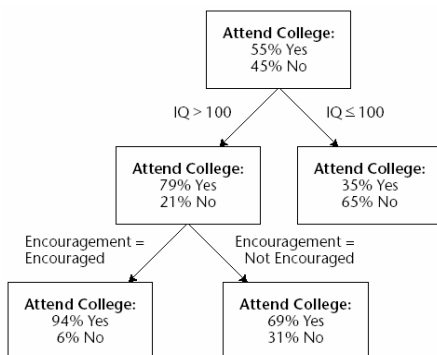 Attend College:
55% Yes
45% No
IQ > 100
IQ ≤ 100
Attend College:
79% Yes
21% No
Attend College:
35% Yes
65% No
Encouragement =
Encouraged
Encouragement =
Not Encouraged
Attend College:
94% Yes
6% No
Attend College:
69% Yes
31% No